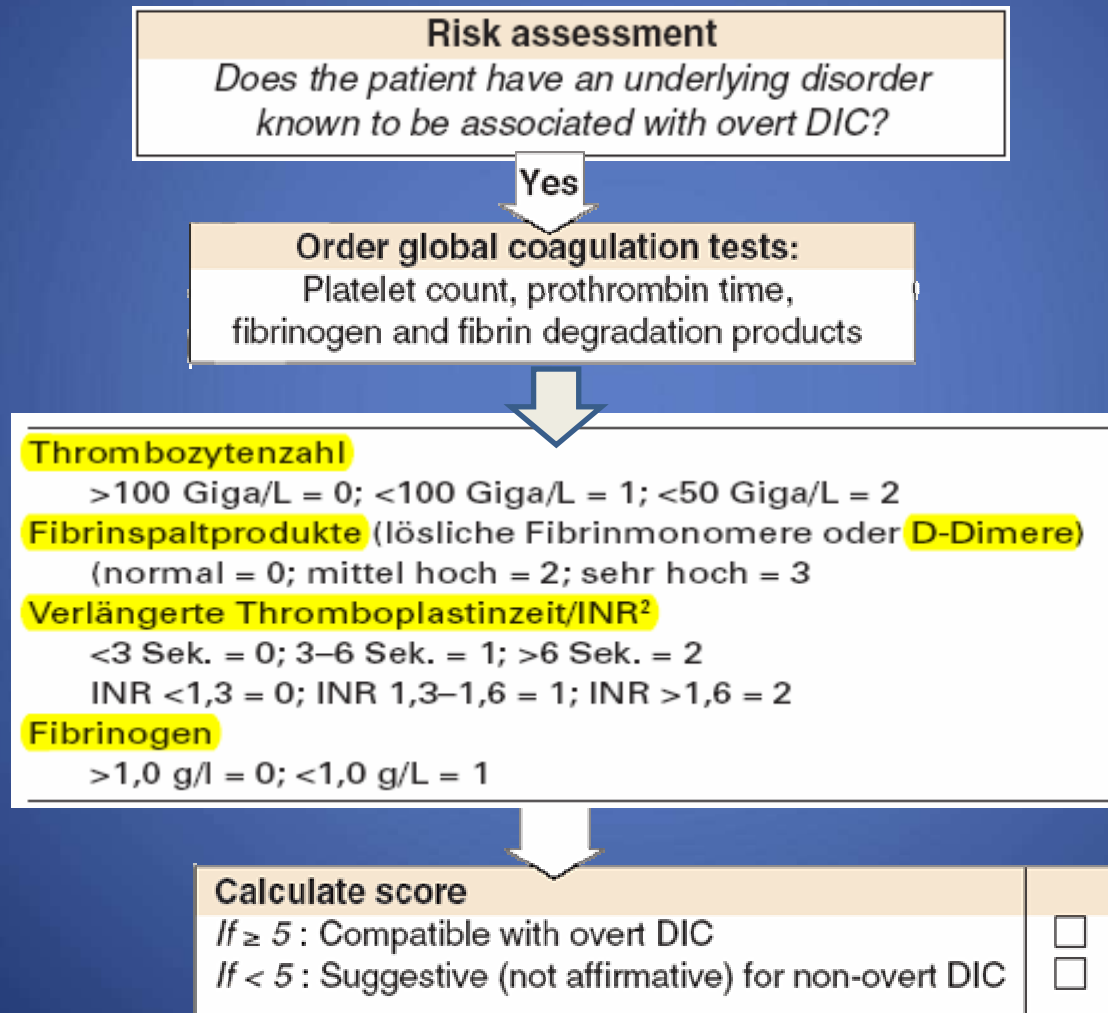 Risk assessment
Does the patient have an underlying disorder
known to be associated with overt DIC?
Yes
Order global coagulation tests:
Platelet count, prothrombin time,
fibrinogen and fibrin degradation products
Thrombozytenzahl
>100 Giga/L = 0; <100 Giga/L = 1; <50 Giga/L = 2
Fibrinspaltprodukte (lösliche Fibrinmonomere oder D-Dimere)
(normal = 0; mittel hoch = 2; sehr hoch = 3
Verlängerte Thromboplastinzeit/INR²
<3 Sek. = 0; 3–6 Sek. = 1; >6 Sek. = 2
INR <1,3 = 0; INR 1,3–1,6 = 1; INR >1,6 = 2
Fibrinogen
>1,0 g/l = 0; <1,0 g/L = 1
Calculate score
If ≥ 5 : Compatible with overt DIC
If < 5 : Suggestive (not affirmative) for non-overt DIC